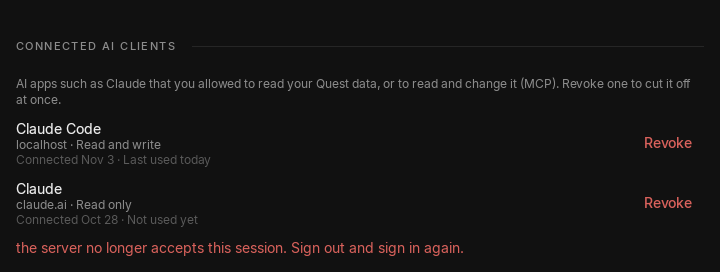 CONNECTED AI CLIENTS
AI apps such as Claude that you allowed to read your Quest data, or to read and change it (MCP). Revoke one to cut it off
at once.
Claude Code
localhost · Read and write
Connected Nov 3 · Last used today
Revoke
Claude
claude.ai · Read only
Connected Oct 28 · Not used yet
Revoke
the server no longer accepts this session. Sign out and sign in again.